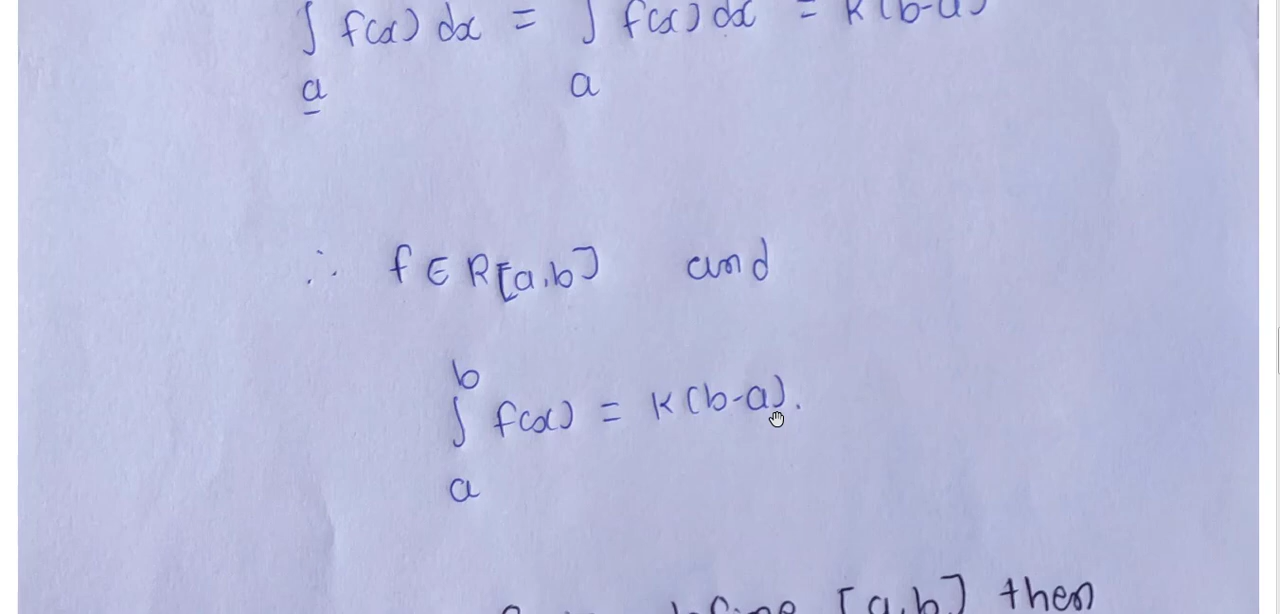 ∫ f(x) dx = ∫ f(x) dx = k(b-a)
a a
∴ f ∈ R[a,b] and
b
∫ f(x) = k(b-a).
a
[a,b] then